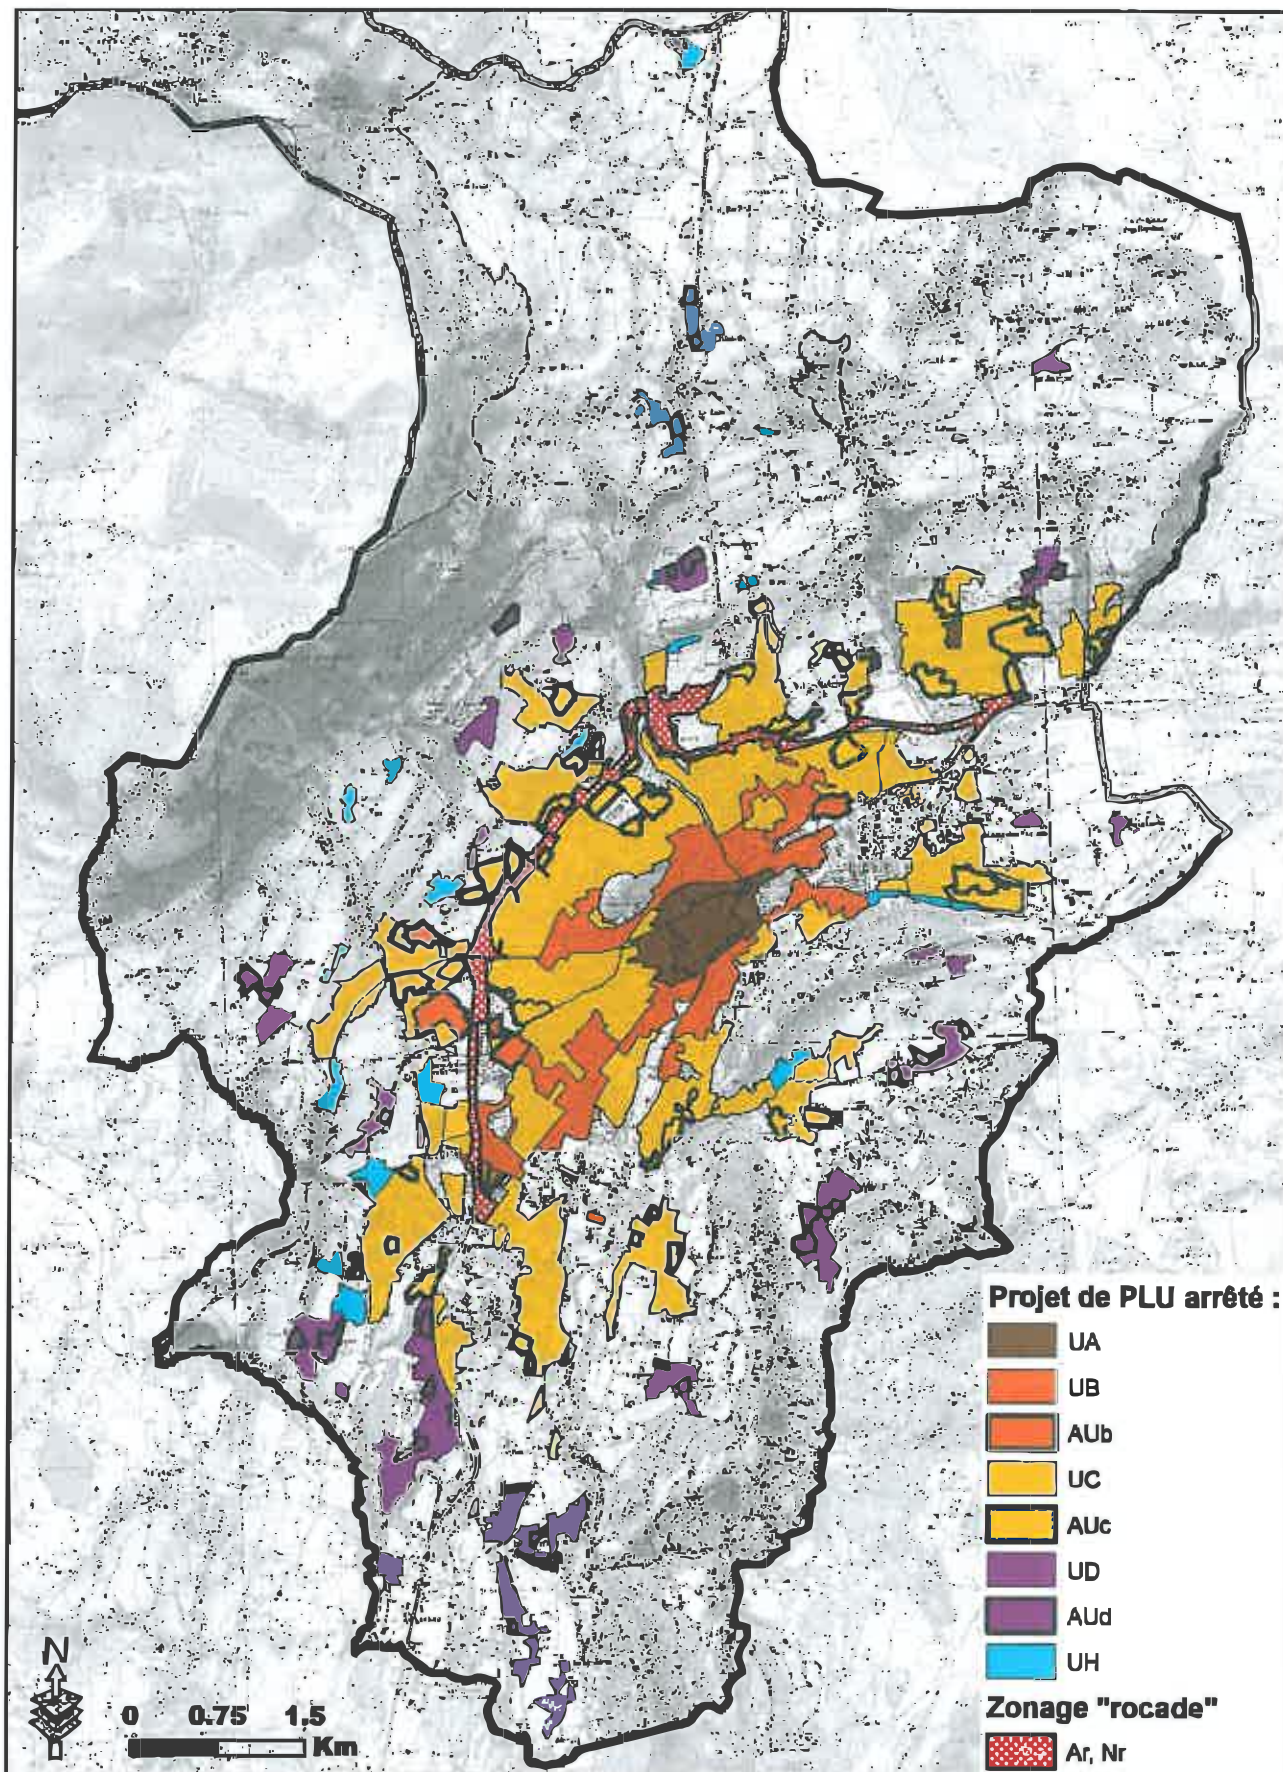 GAP
Projet de PLU arrêté :
UA
UB
AUb
UC
AUc
UD
AUd
UH
Zonage "rocade"
Ar, Nr
N
0 0.75 1.5
Km